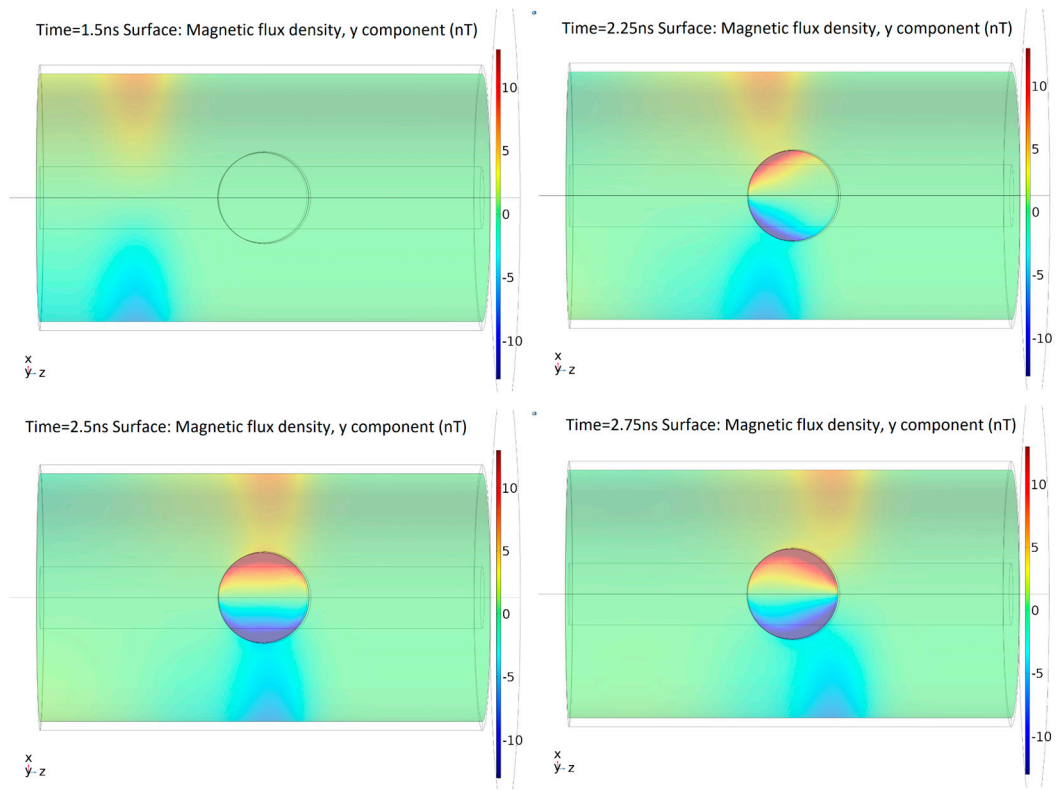 Time=1.5ns Surface: Magnetic flux density, y component (nT)
10
5
0
-5
-10
x
y z
Time=2.25ns Surface: Magnetic flux density, y component (nT)
10
5
0
-5
-10
x
y z
Time=2.5ns Surface: Magnetic flux density, y component (nT)
10
5
0
-5
-10
x
y z
Time=2.75ns Surface: Magnetic flux density, y component (nT)
10
5
0
-5
-10
x
y z